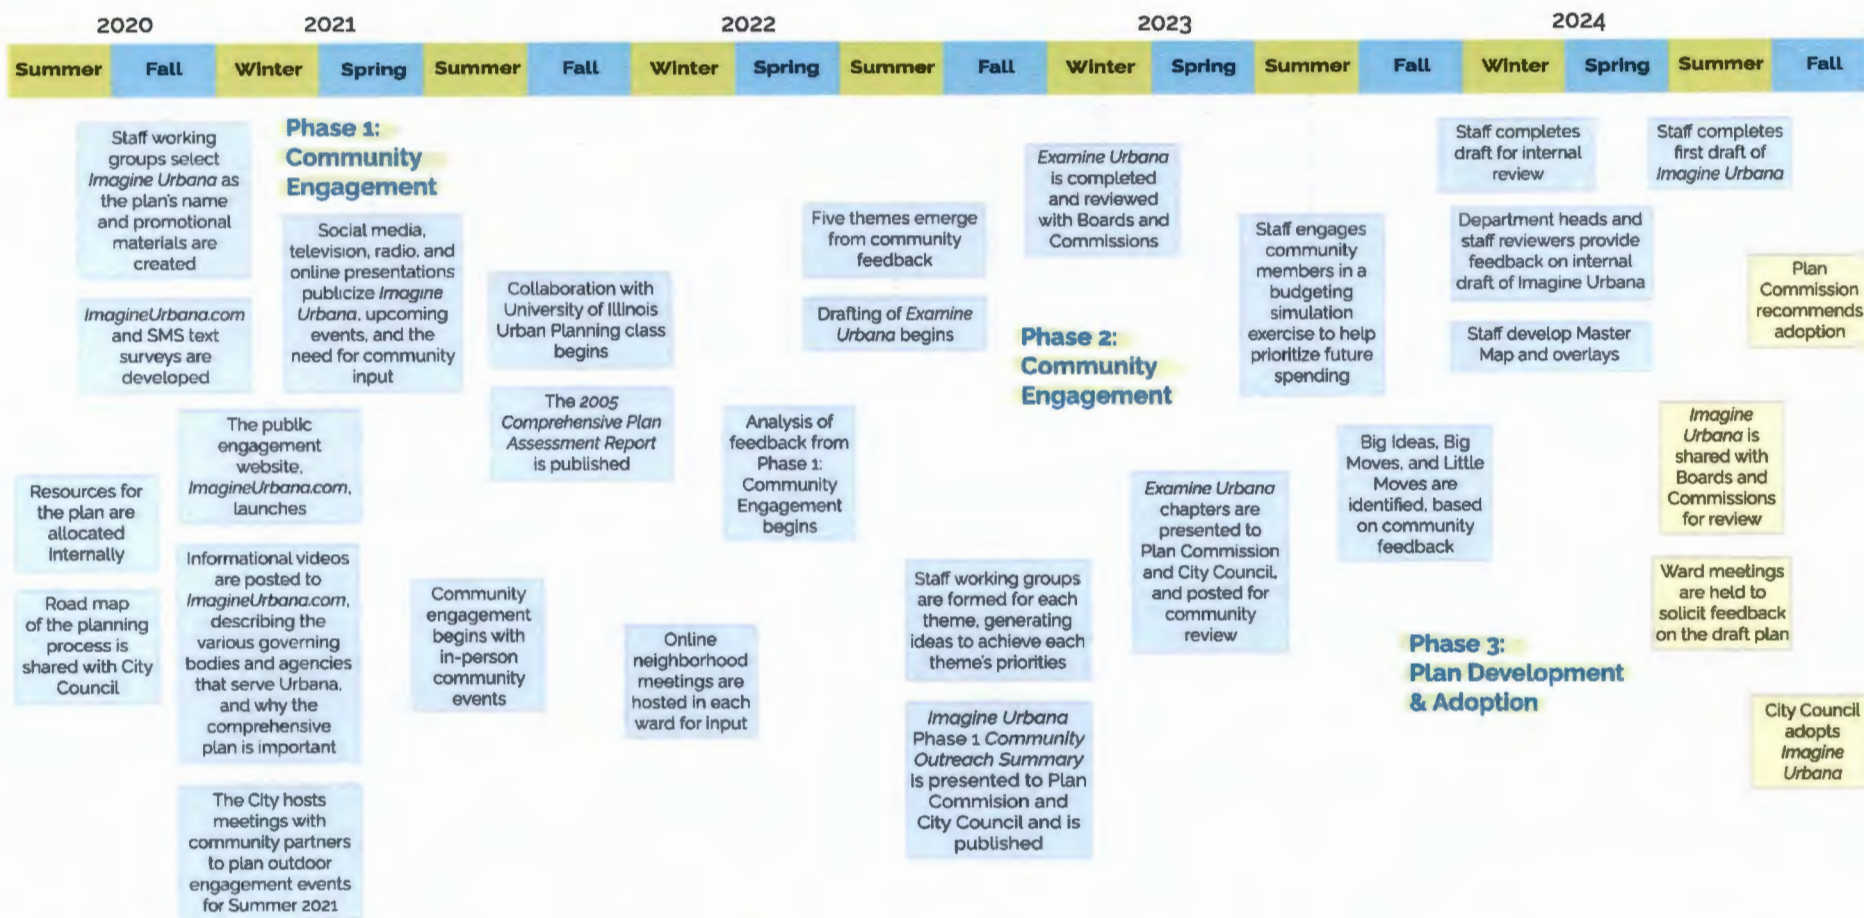 2020 2021 2022 2023 2024
Summer Fall Winter Spring Summer Fall Winter Spring Summer Fall Winter Spring Summer Fall Winter Spring Summer Fall
Resources for
the plan are
allocated
internally
Road map
of the planning
process is
shared with City
Council
Staff working
groups select
Imagine Urbana as
the plan's name
and promotional
materials are
created
ImagineUrbana.com
and SMS text
surveys are
developed
The public
engagement
website,
ImagineUrbana.com,
launches
Informational videos
are posted to
ImagineUrbana.com,
describing the
various governing
bodies and agencies
that serve Urbana,
and why the
comprehensive
plan is important
The City hosts
meetings with
community partners
to plan outdoor
engagement events
for Summer 2021
Phase 1:
Community
Engagement
Social media,
television, radio, and
online presentations
publicize Imagine
Urbana, upcoming
events, and the
need for community
input
Community
engagement
begins with
in-person
community
events
Collaboration with
University of Illinois
Urban Planning class
begins
The 2005
Comprehensive Plan
Assessment Report
is published
Online
neighborhood
meetings are
hosted in each
ward for input
Analysis of
feedback from
Phase 1:
Community
Engagement
begins
Five themes emerge
from community
feedback
Drafting of Examine
Urbana begins
Staff working groups
are formed for each
theme, generating
ideas to achieve each
theme's priorities
Imagine Urbana
Phase 1 Community
Outreach Summary
is presented to Plan
Commision and
City Council and is
published
Examine Urbana
is completed
and reviewed
with Boards and
Commissions
Phase 2:
Community
Engagement
Examine Urbana
chapters are
presented to
Plan Commission
and City Council,
and posted for
community
review
Staff engages
community
members in a
budgeting
simulation
exercise to help
prioritize future
spending
Big Ideas, Big
Moves, and Little
Moves are
identified, based
on community
feedback
Phase 3:
Plan Development
& Adoption
Staff completes
draft for internal
review
Department heads and
staff reviewers provide
feedback on internal
draft of Imagine Urbana
Staff develop Master
Map and overlays
Staff completes
first draft of
Imagine Urbana
Imagine
Urbana is
shared with
Boards and
Commissions
for review
Ward meetings
are held to
solicit feedback
on the draft plan
Plan
Commission
recommends
adoption
City Council
adopts
Imagine
Urbana